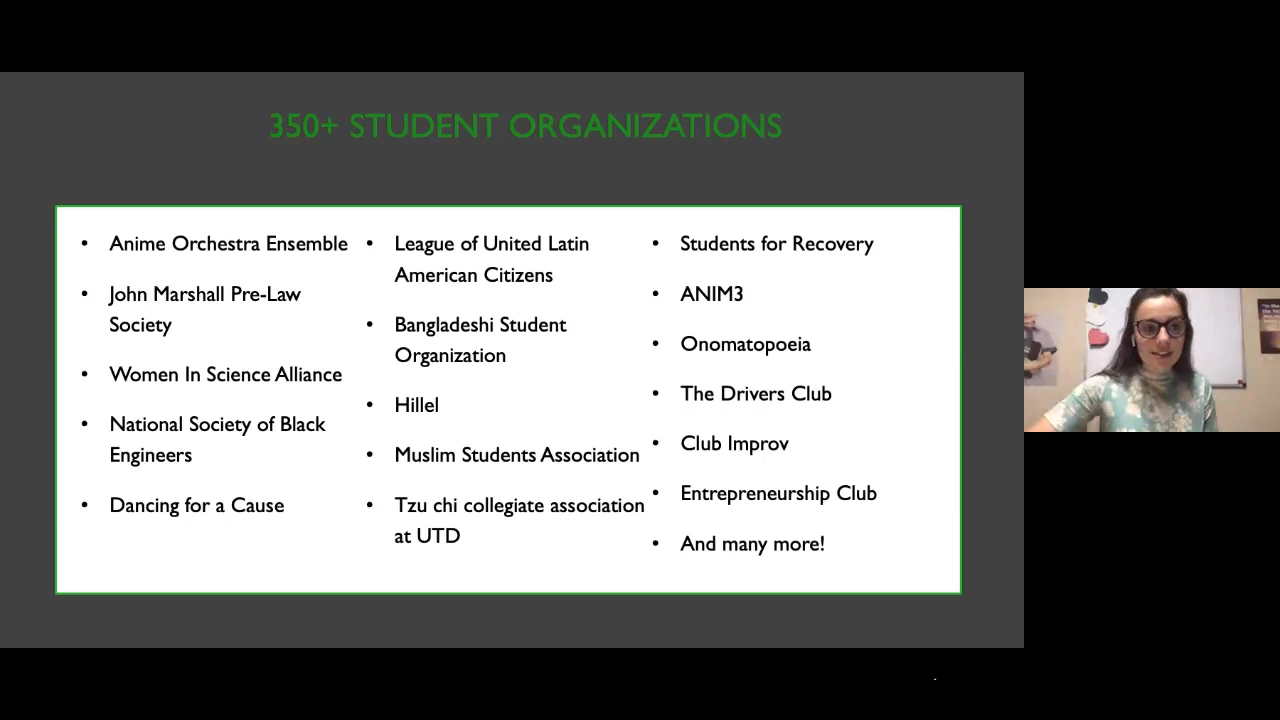 350+ STUDENT ORGANIZATIONS
• Anime Orchestra Ensemble
• John Marshall Pre-Law
Society
• Women In Science Alliance
• National Society of Black
Engineers
• Dancing for a Cause
• League of United Latin
American Citizens
• Bangladeshi Student
Organization
• Hillel
• Muslim Students Association
• Tzu chi collegiate association
at UTD
• Students for Recovery
• ANIM3
• Onomatopoeia
• The Drivers Club
• Club Improv
• Entrepreneurship Club
• And many more!